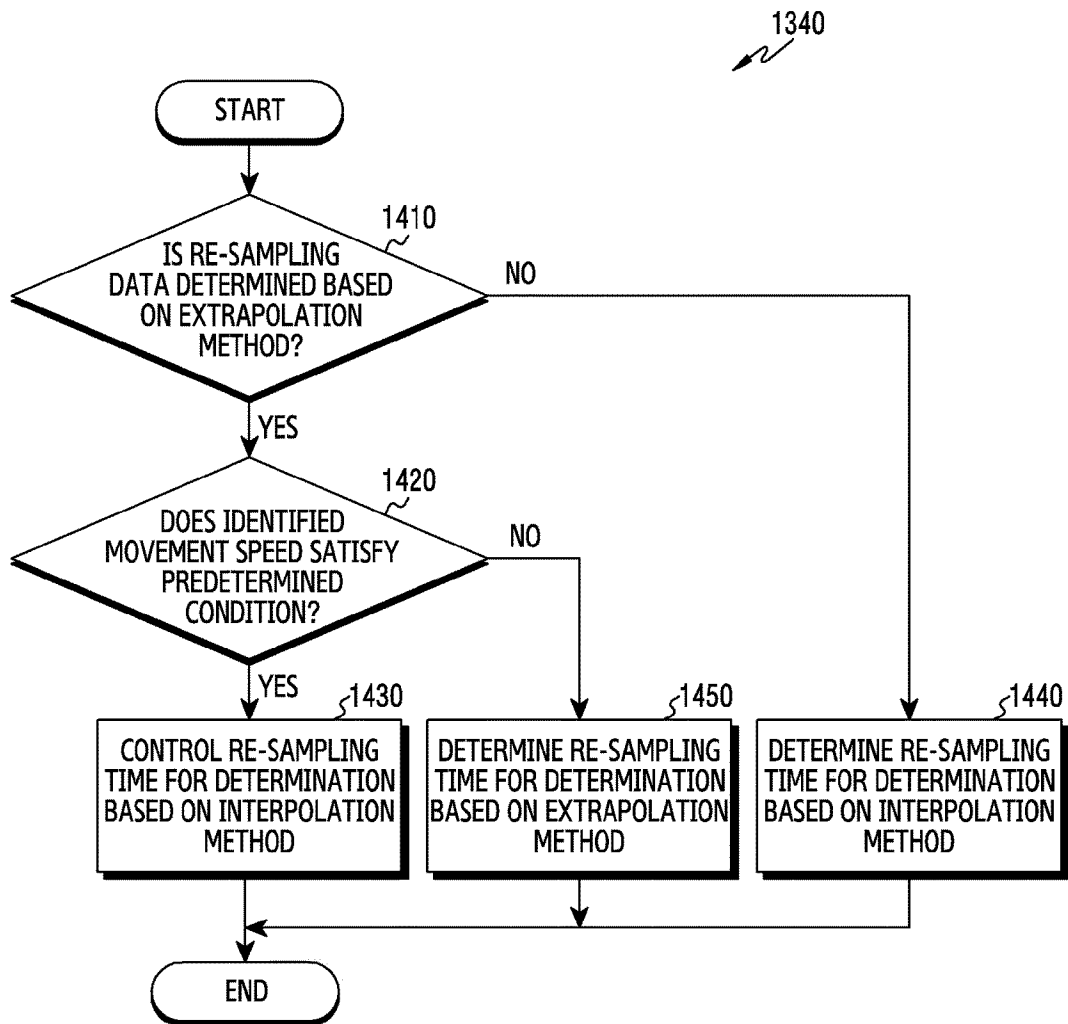 1340
START
1410
IS RE-SAMPLING
DATA DETERMINED BASED
ON EXTRAPOLATION
METHOD?
NO
YES
1420
DOES IDENTIFIED
MOVEMENT SPEED SATISFY
PREDETERMINED
CONDITION?
NO
YES
1430
CONTROL RE-SAMPLING
TIME FOR DETERMINATION
BASED ON INTERPOLATION
METHOD
1450
DETERMINE RE-SAMPLING
TIME FOR DETERMINATION
BASED ON EXTRAPOLATION
METHOD
1440
DETERMINE RE-SAMPLING
TIME FOR DETERMINATION
BASED ON INTERPOLATION
METHOD
END